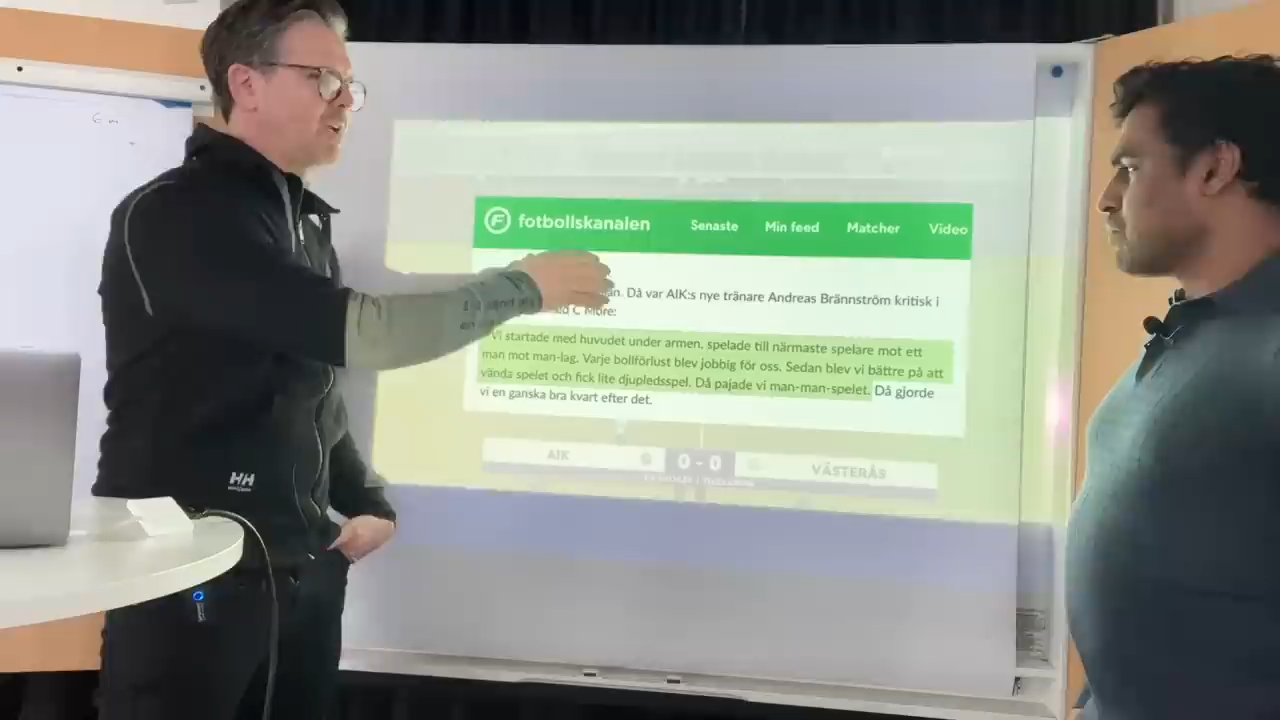 fotbollskanalen Senaste Min feed Matcher Video
Då var AIK:s nye tränare Andreas Brännström kritisk i
C More:
Vi startade med huvudet under armen, spelade till närmaste spelare mot ett
man mot man-lag. Varje bollförlust blev jobbig för oss. Sedan blev vi bättre på att
vända spelet och fick lite djupledsspel. Då pajade vi man-man-spelet. Då gjorde
vi en ganska bra kvart efter det.
AIK 0 - 0 VÄSTERÅS
HH